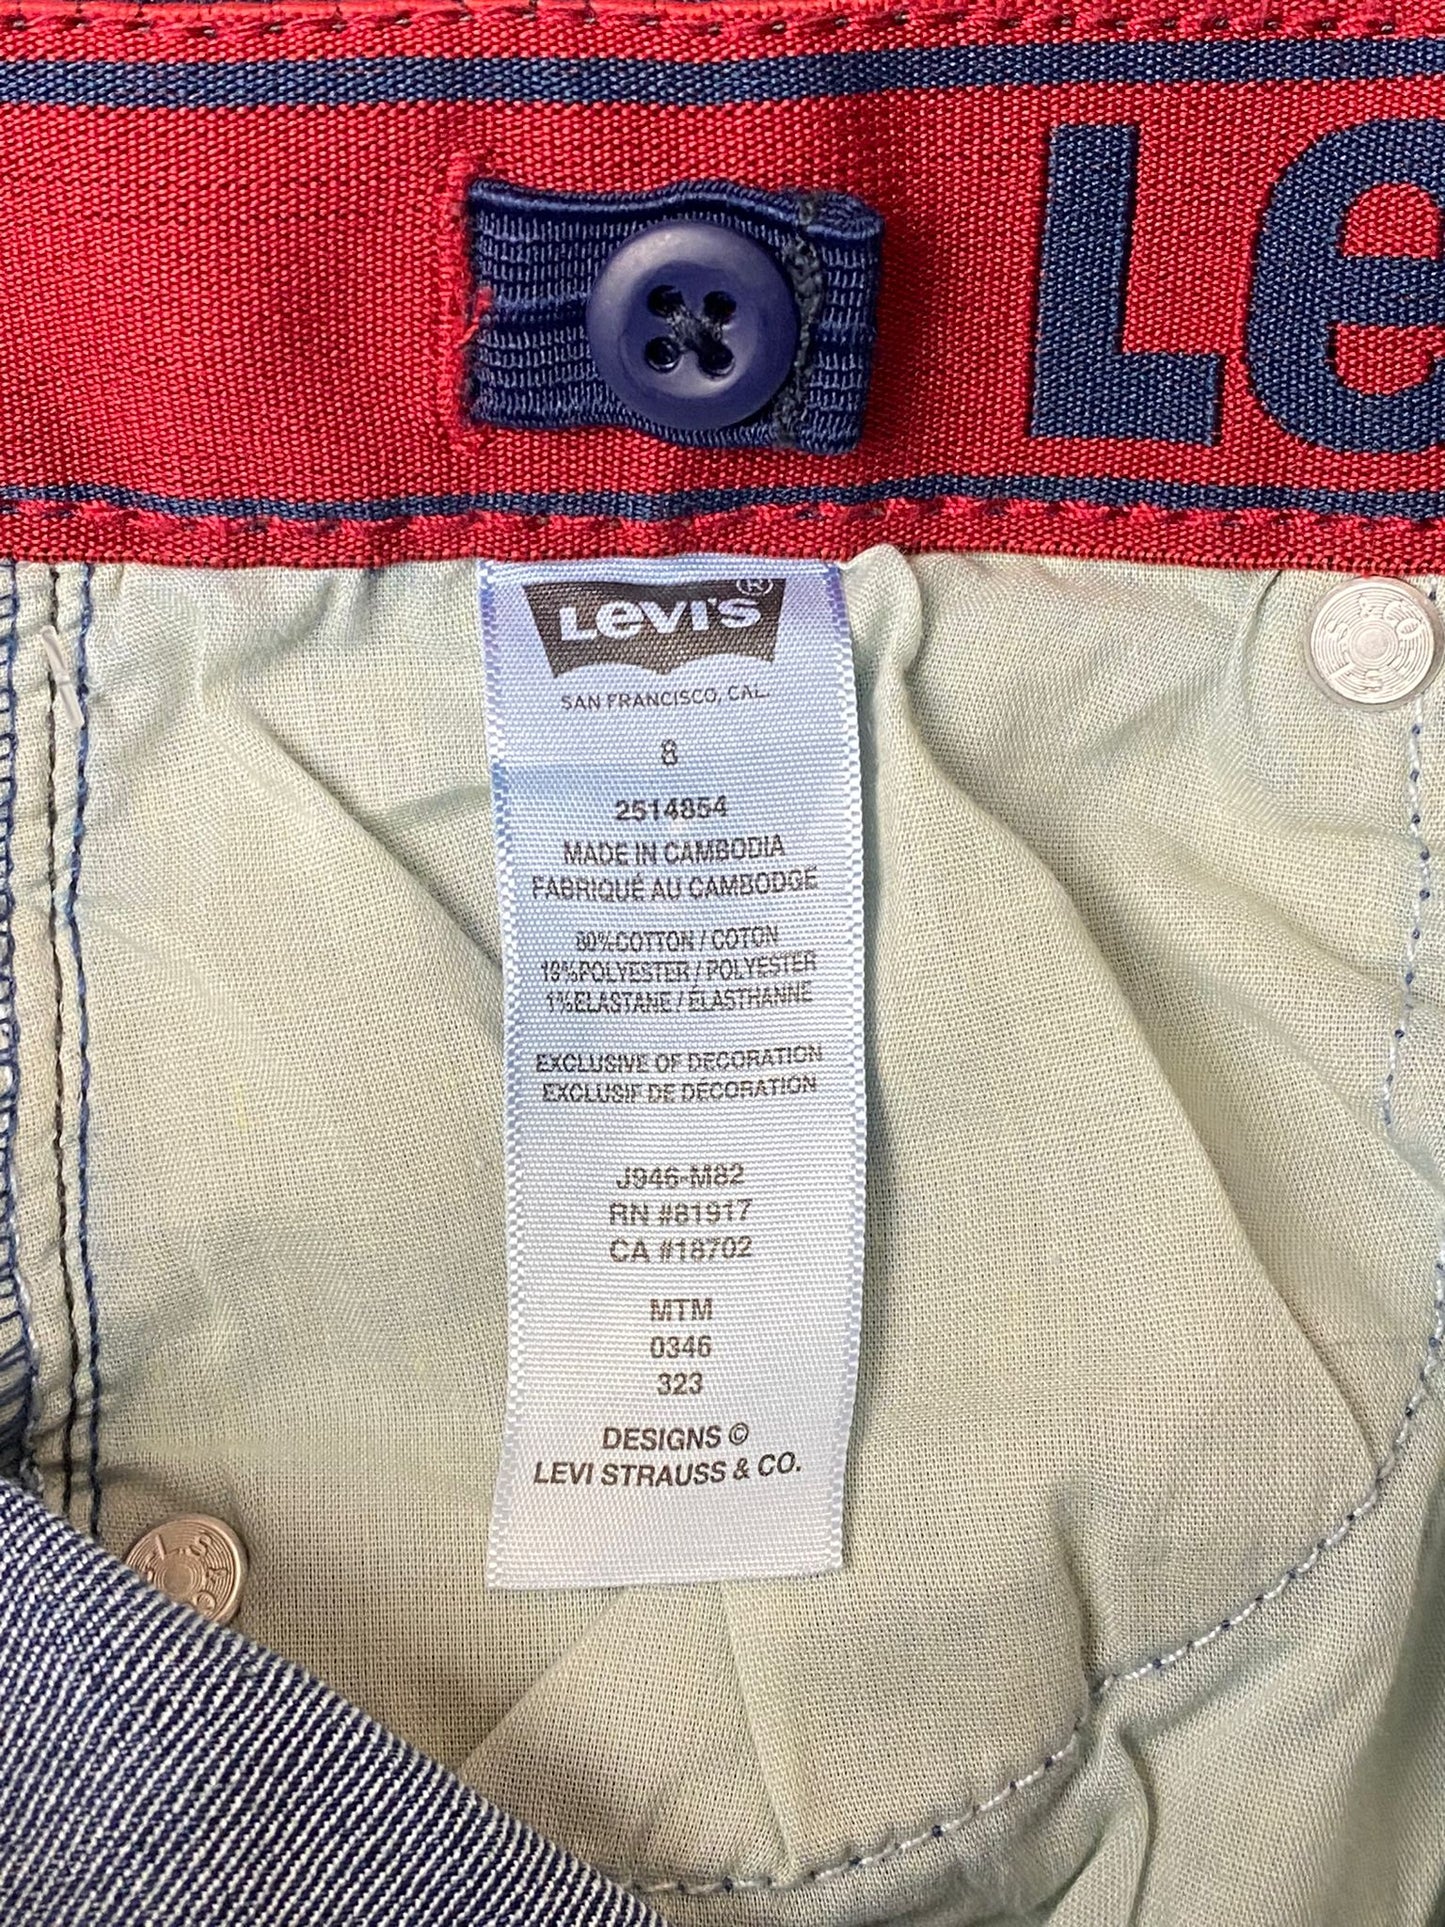 Le
LEVI'S®
SAN FRANCISCO, CAL.
8
2514854
MADE IN CAMBODIA
FABRIQUÉ AU CAMBODGE
80%COTTON / COTON
19%POLYESTER / POLYESTER
1%ELASTANE / ÉLASTHANNE
EXCLUSIVE OF DECORATION
EXCLUSIF DE DÉCORATION
J946-M82
RN #81917
CA #18702
MTM
0346
323
DESIGNS ©
LEVI STRAUSS & CO.